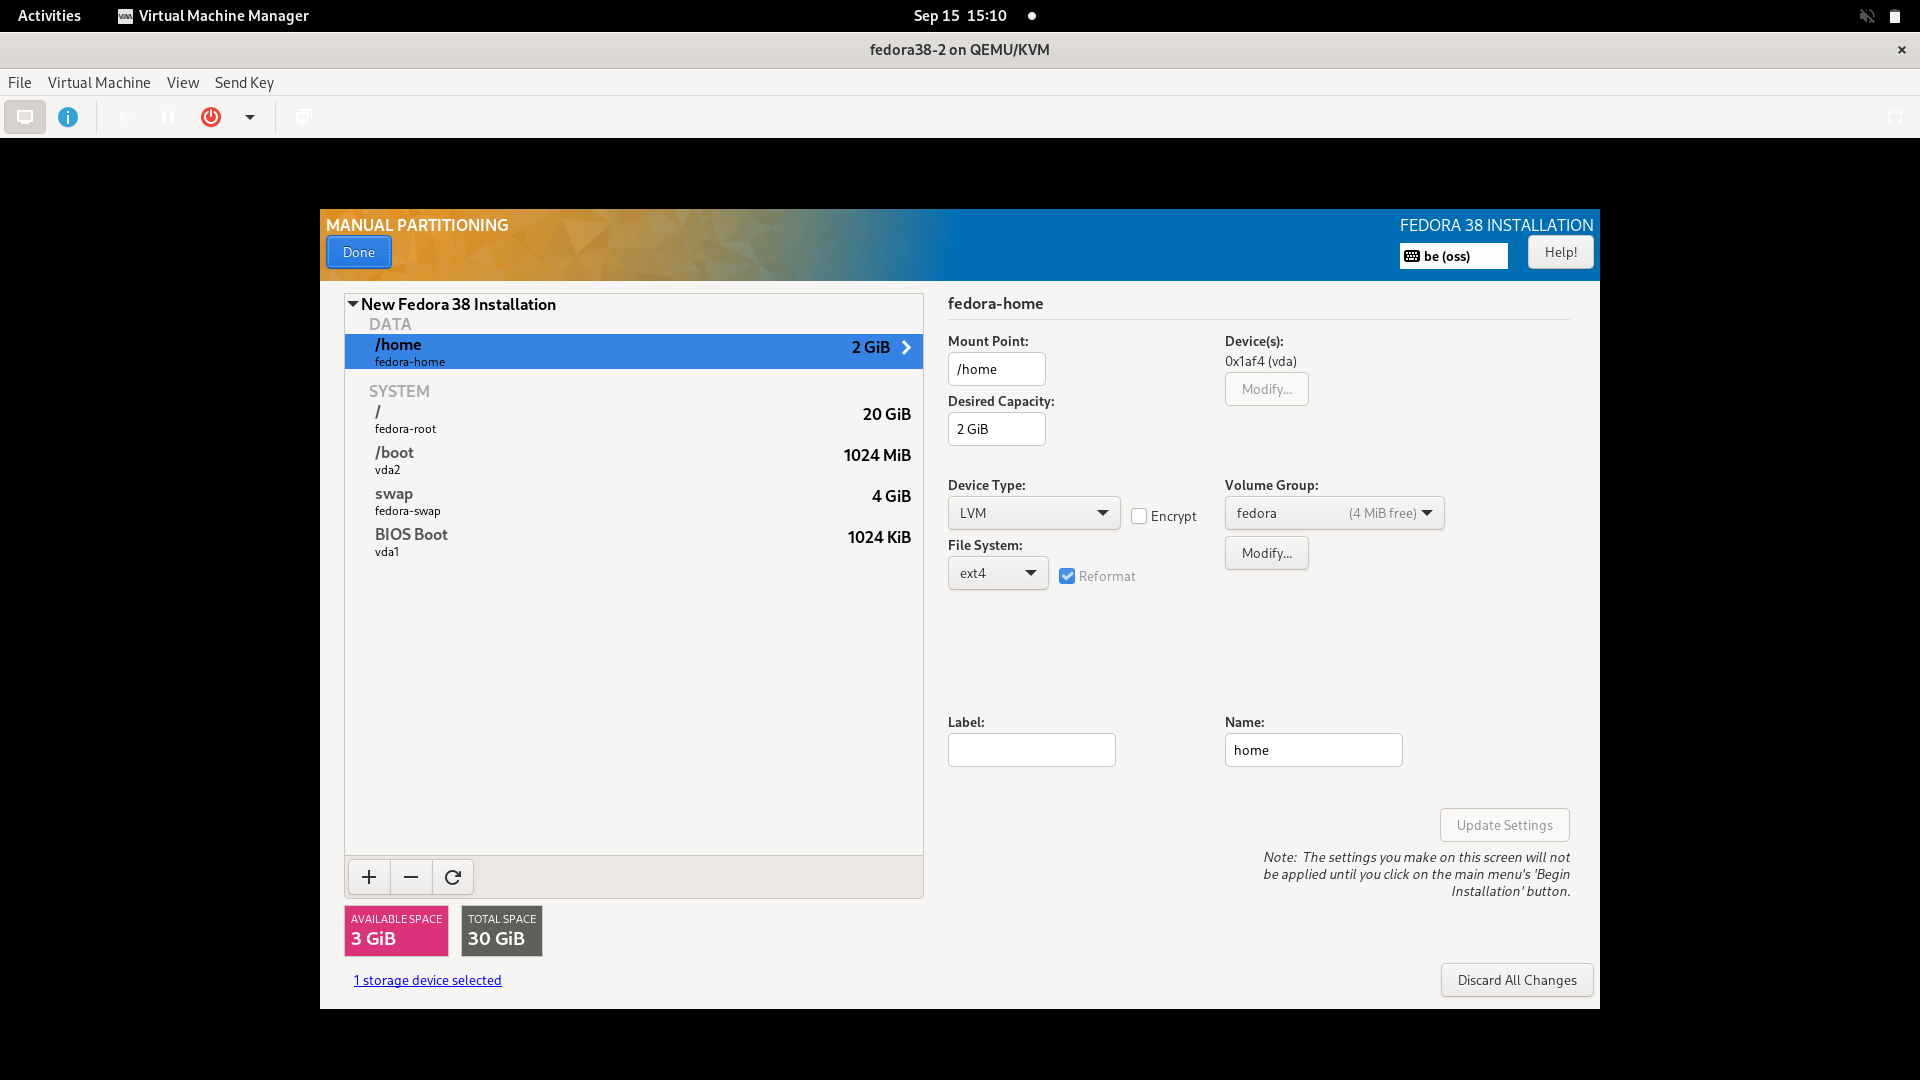 Activities
Virtual Machine Manager
Sep 15 15:10
fedora38-2 on QEMU/KVM
File Virtual Machine View Send Key
MANUAL PARTITIONING
FEDORA 38 INSTALLATION
Done
be (oss)
Help!
New Fedora 38 Installation
DATA
/home 2 GiB
fedora-home
SYSTEM
/ 20 GiB
fedora-root
/boot 1024 MiB
vda2
swap 4 GiB
fedora-swap
BIOS Boot 1024 KiB
vda1
AVAILABLE SPACE
3 GiB
TOTAL SPACE
30 GiB
1 storage device selected
fedora-home
Mount Point:
/home
Device(s):
0x1af4 (vda)
Modify...
Desired Capacity:
2 GiB
Device Type:
LVM
Encrypt
Volume Group:
fedora (4 MiB free)
Modify...
File System:
ext4
Reformat
Label:
Name:
home
Update Settings
Note: The settings you make on this screen will not
be applied until you click on the main menu's 'Begin
Installation' button.
Discard All Changes